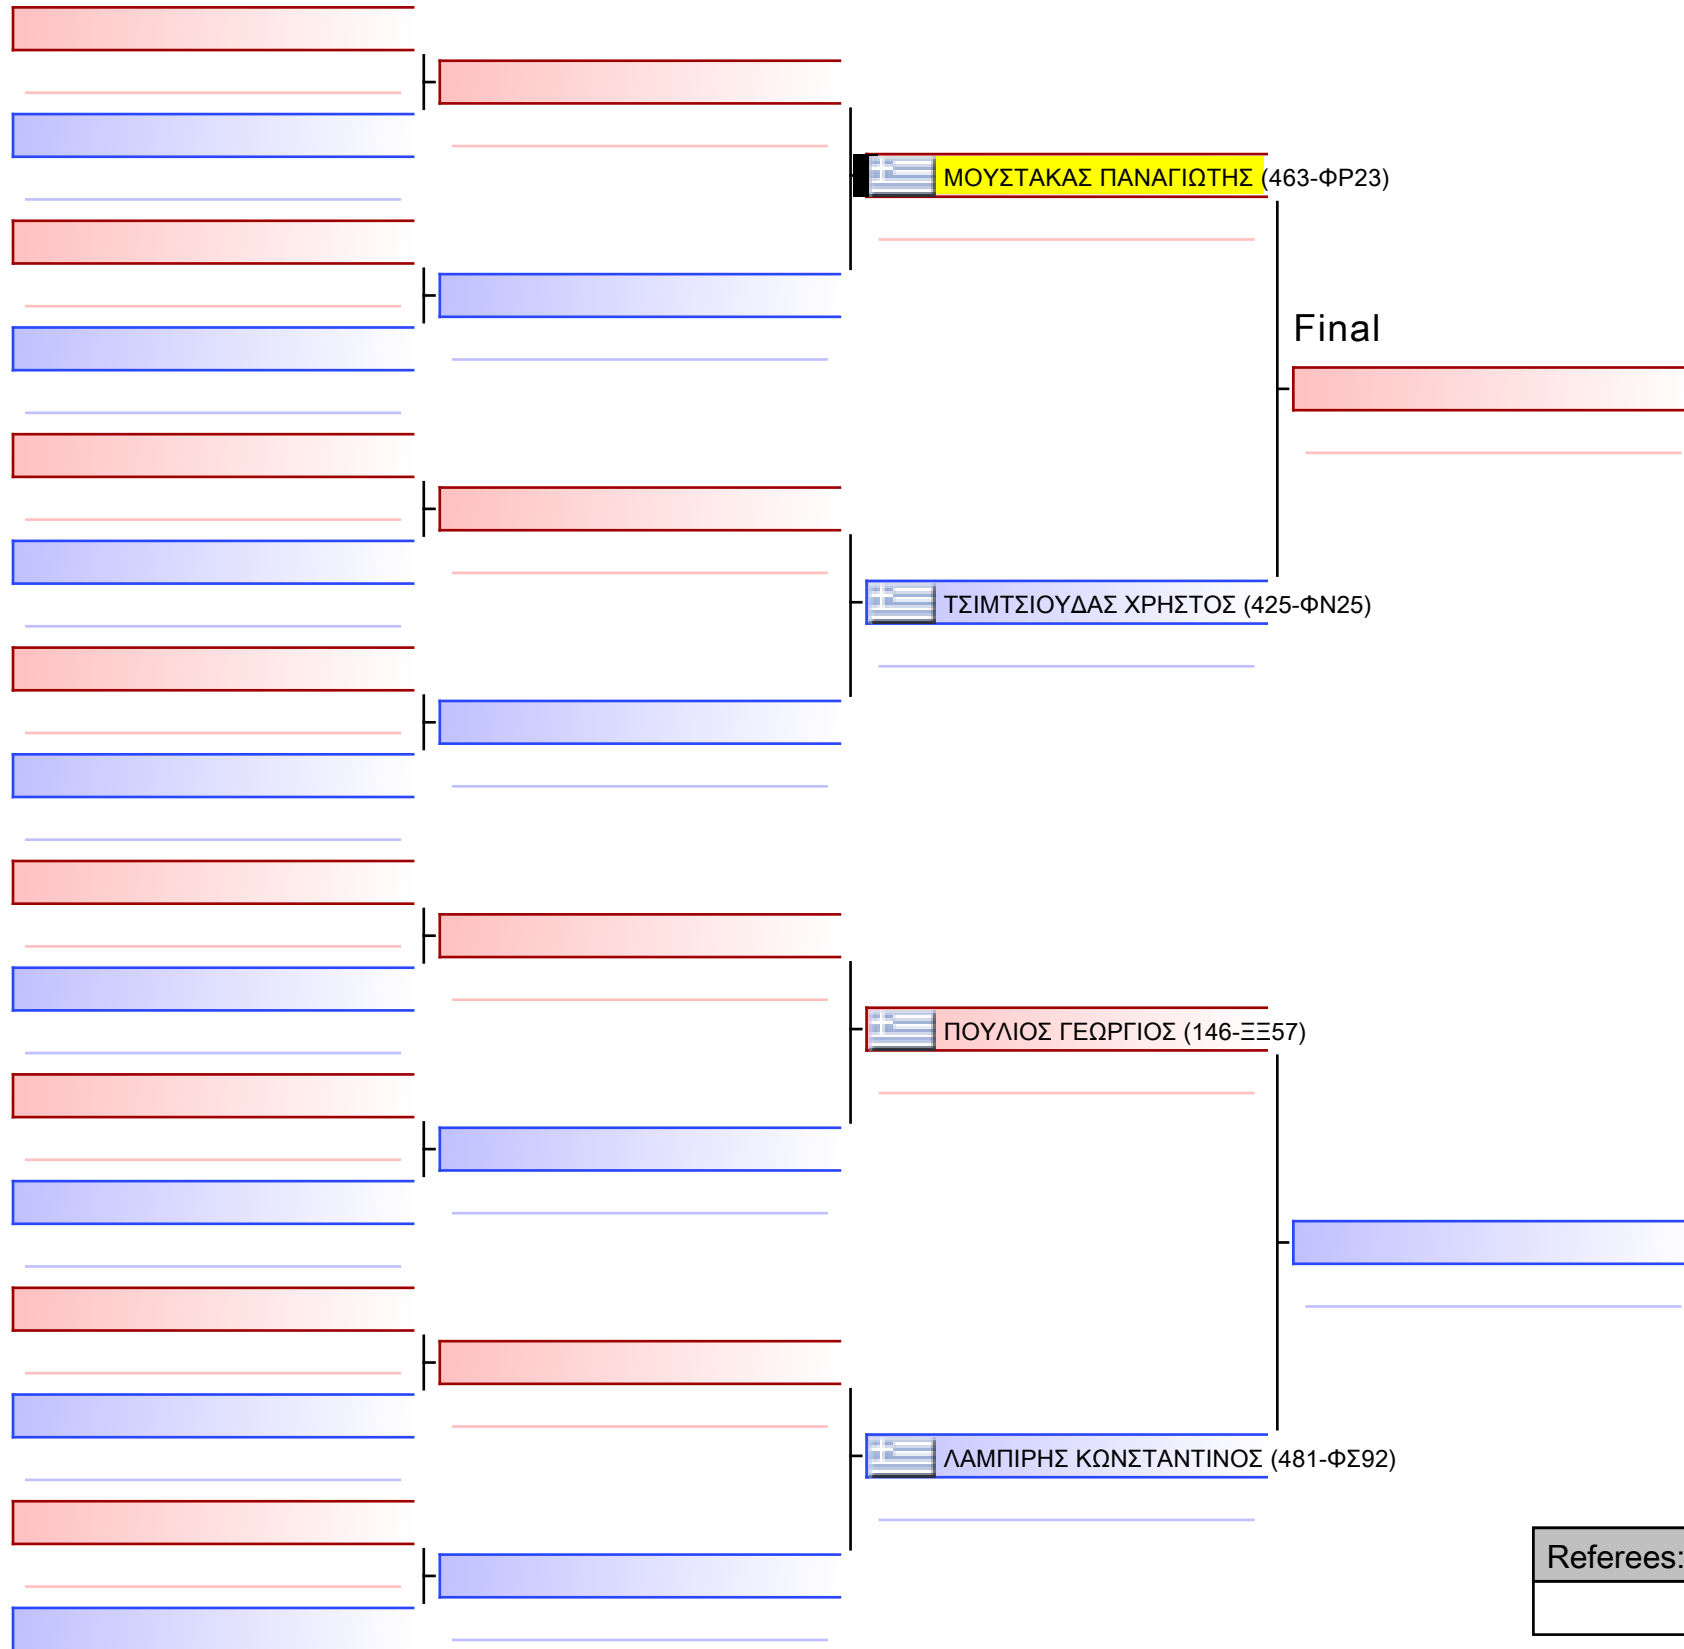 ΜΟΥΣΤΑΚΑΣ ΠΑΝΑΓΙΩΤΗΣ (463-ΦΡ23)
Final
ΤΣΙΜΤΣΙΟΥΔΑΣ ΧΡΗΣΤΟΣ (425-ΦΝ25)
ΠΟΥΛΙΟΣ ΓΕΩΡΓΙΟΣ (146-ΞΞ57)
ΛΑΜΠΙΡΗΣ ΚΩΝΣΤΑΝΤΙΝΟΣ (481-ΦΣ92)
Referees: